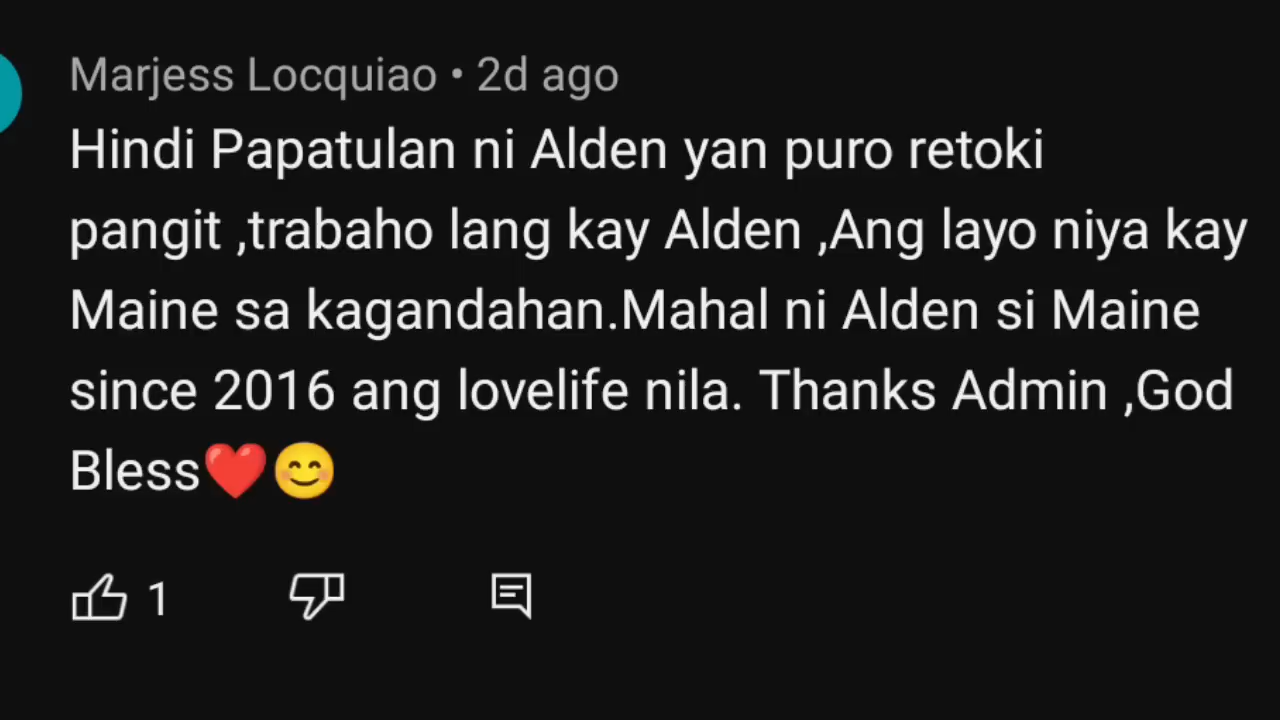 Marjess Locquiao • 2d ago
Hindi Papatulan ni Alden yan puro retoki
pangit ,trabaho lang kay Alden ,Ang layo niya kay
Maine sa kagandahan.Mahal ni Alden si Maine
since 2016 ang lovelife nila. Thanks Admin ,God
Bless❤️😊
1